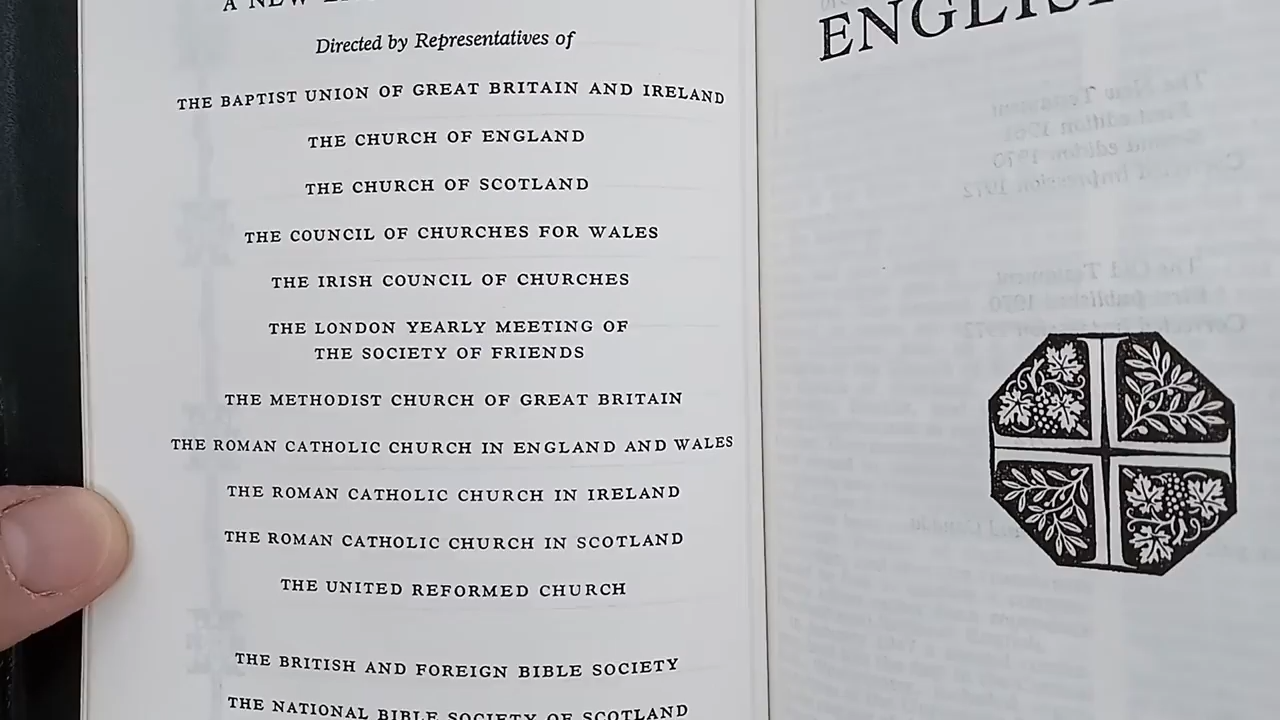 A NEW
Directed by Representatives of
THE BAPTIST UNION OF GREAT BRITAIN AND IRELAND
THE CHURCH OF ENGLAND
THE CHURCH OF SCOTLAND
THE COUNCIL OF CHURCHES FOR WALES
THE IRISH COUNCIL OF CHURCHES
THE LONDON YEARLY MEETING OF
THE SOCIETY OF FRIENDS
THE METHODIST CHURCH OF GREAT BRITAIN
THE ROMAN CATHOLIC CHURCH IN ENGLAND AND WALES
THE ROMAN CATHOLIC CHURCH IN IRELAND
THE ROMAN CATHOLIC CHURCH IN SCOTLAND
THE UNITED REFORMED CHURCH
THE BRITISH AND FOREIGN BIBLE SOCIETY
THE NATIONAL BIBLE SOCIETY OF SCOTLAND
ENGLISH